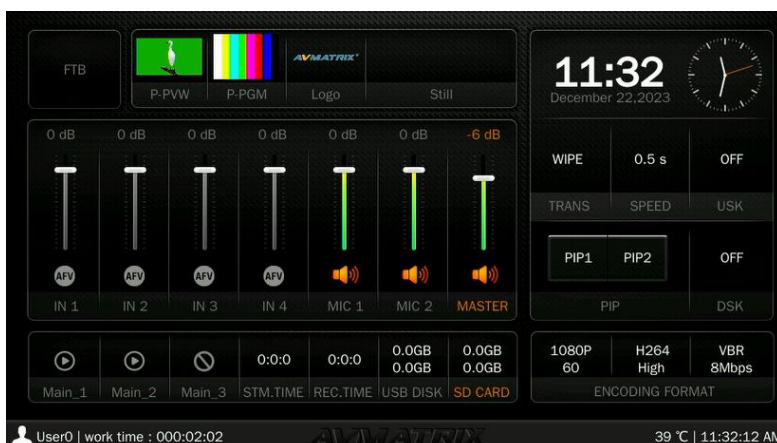 FTB
P-PVW
P-PGM
AVMATRIX®
Logo
Still
11:32
December 22,2023
0 dB 0 dB 0 dB 0 dB 0 dB 0 dB -6 dB
AFV AFV AFV AFV
IN 1 IN 2 IN 3 IN 4 MIC 1 MIC 2 MASTER
WIPE 0.5 s OFF
TRANS SPEED USK
PIP1 PIP2 OFF
PIP DSK
0:0:0 0:0:0 0.0GB 0.0GB
0.0GB 0.0GB
Main_1 Main_2 Main_3 STM.TIME REC.TIME USB DISK SD CARD
1080P H264 VBR
60 High 8Mbps
ENCODING FORMAT
User0 | work time : 000:02:02
AVMATRIX
39 ℃ | 11:32:12 AM